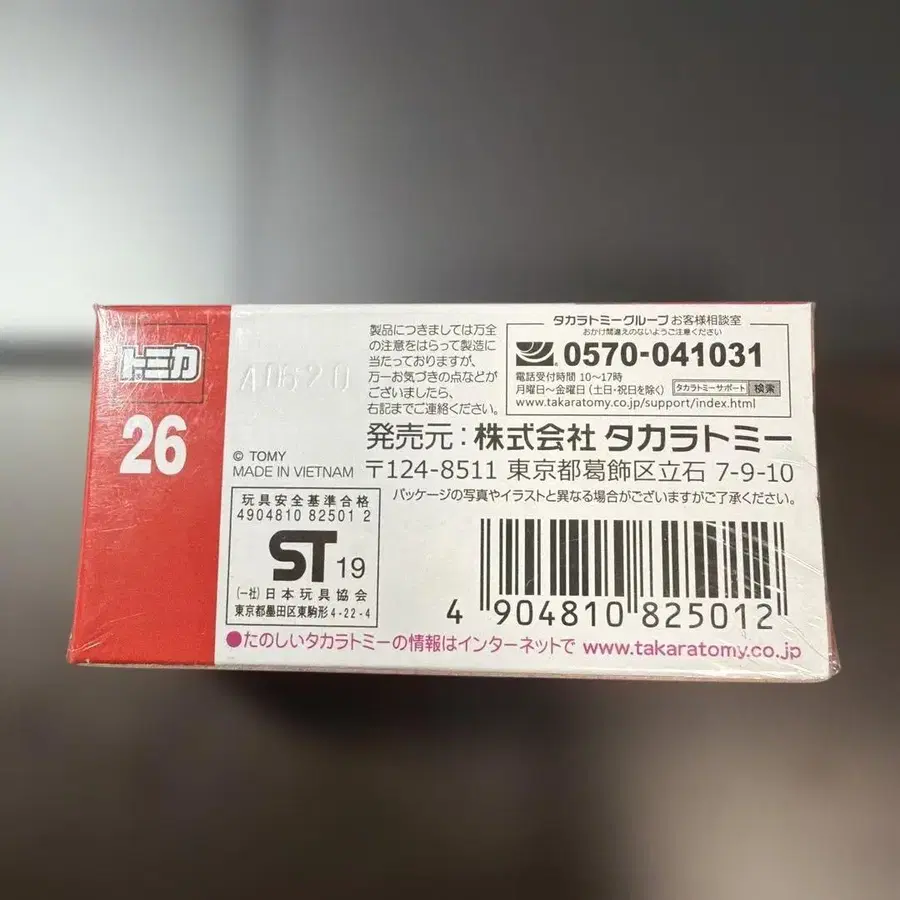 トミカ
26
A0620
© TOMY
MADE IN VIETNAM
製品につきましては万全
の注意をはらって製造に
当たっておりますが、
万一お気づきの点などが
ございましたら、
右記までご連絡ください。
タカラトミーグループ お客様相談室
おかけ間違えのないようご注意ください
0570-041031
電話受付時間 10〜17時
月曜日〜金曜日 (土・日・祝日を除く)
タカラトミーサポート 検索
www.takaratomy.co.jp/support/index.html
発売元：株式会社 タカラトミー
〒124-8511 東京都葛飾区立石 7-9-10
パッケージの写真やイラストと異なる場合がございますがご了承ください。
玩具安全基準合格
4904810 82501 2
ST 19
(一社) 日本玩具協会
東京都墨田区東駒形 4-22-4
4 904810 825012
●たのしいタカラトミーの情報はインターネットで www.takaratomy.co.jp